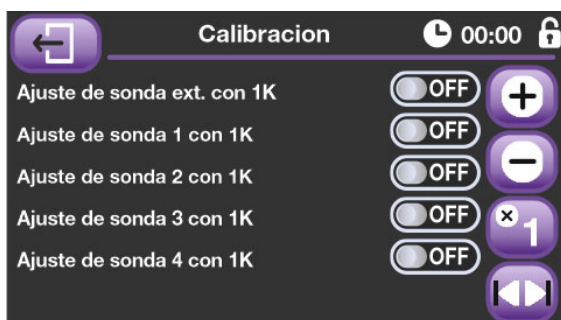 Calibracion 00:00
Ajuste de sonda ext. con 1K OFF
Ajuste de sonda 1 con 1K OFF
Ajuste de sonda 2 con 1K OFF
Ajuste de sonda 3 con 1K OFF
Ajuste de sonda 4 con 1K OFF
+
−
×1